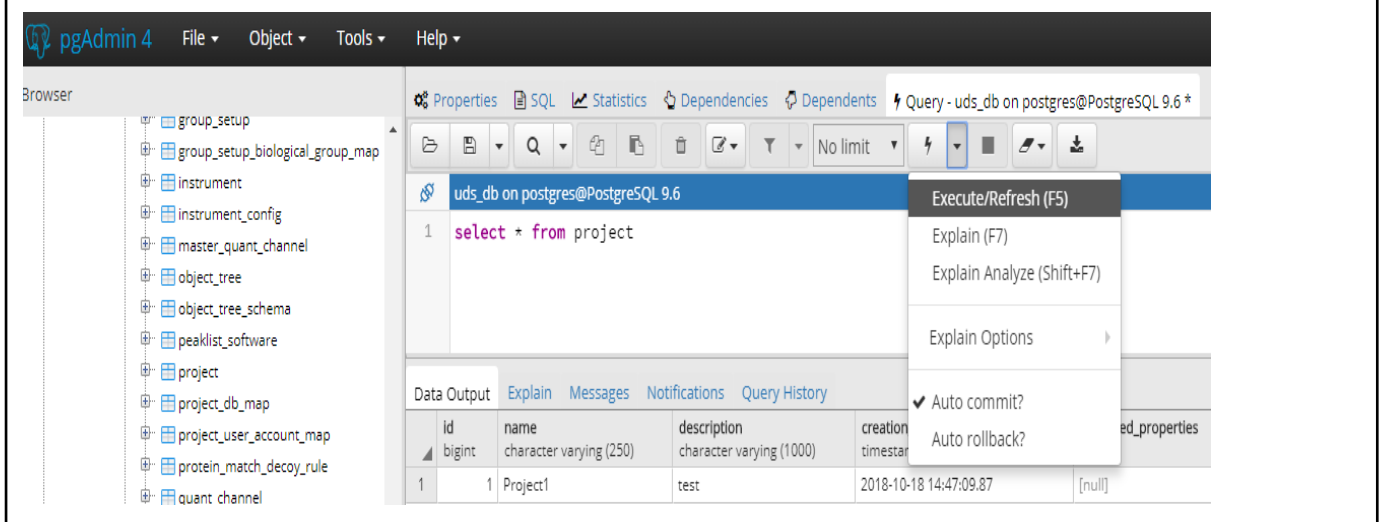 pgAdmin 4 File Object Tools Help
Browser
Properties SQL Statistics Dependencies Dependents Query - uds_db on postgres@PostgreSQL 9.6 *
group_setup
group_setup_biological_group_map
instrument
instrument_config
master_quant_channel
object_tree
object_tree_schema
peaklist_software
project
project_db_map
project_user_account_map
protein_match_decoy_rule
quant_channel
No limit
uds_db on postgres@PostgreSQL 9.6
1 select * from project
Execute/Refresh (F5)
Explain (F7)
Explain Analyze (Shift+F7)
Explain Options
Auto commit?
Auto rollback?
Data Output Explain Messages Notifications Query History
id name description creation ed_properties
bigint character varying (250) character varying (1000) timestar
1 1 Project1 test 2018-10-18 14:47:09.87 [null]